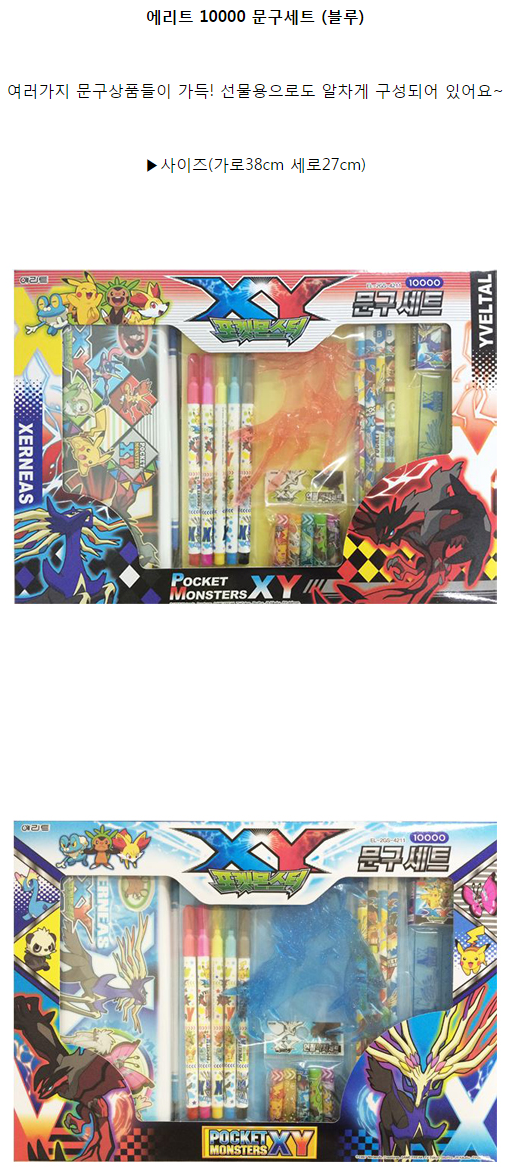 에리트 10000 문구세트 (블루)
여러가지 문구상품들이 가득! 선물용으로도 알차게 구성되어 있어요~
▶사이즈(가로38cm 세로27cm)
에리트
XY
포켓몬스터
10000
문구세트
YVELTAL
XERNEAS
POCKET
MONSTERS XY
에리트
XY
포켓몬스터
10000
문구세트
XERNEAS
POCKET
MONSTERS XY